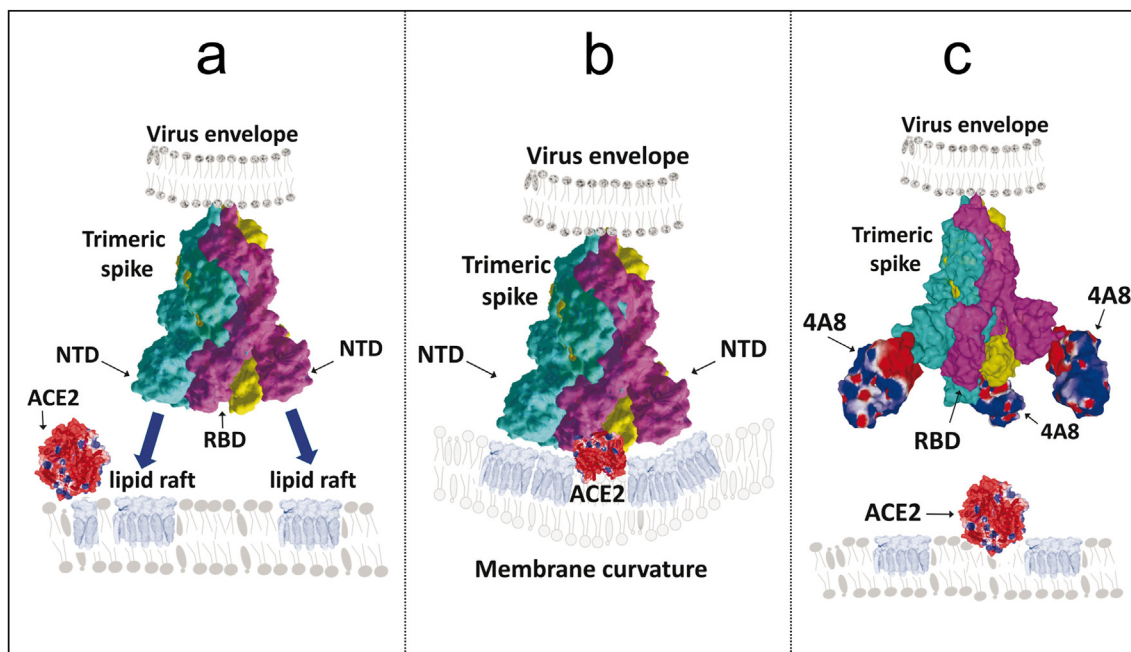 a
Virus envelope
Trimeric
spike
NTD
NTD
ACE2
RBD
lipid raft
lipid raft
b
Virus envelope
Trimeric
spike
NTD
NTD
ACE2
Membrane curvature
c
Virus envelope
Trimeric
spike
4A8
4A8
RBD
4A8
ACE2